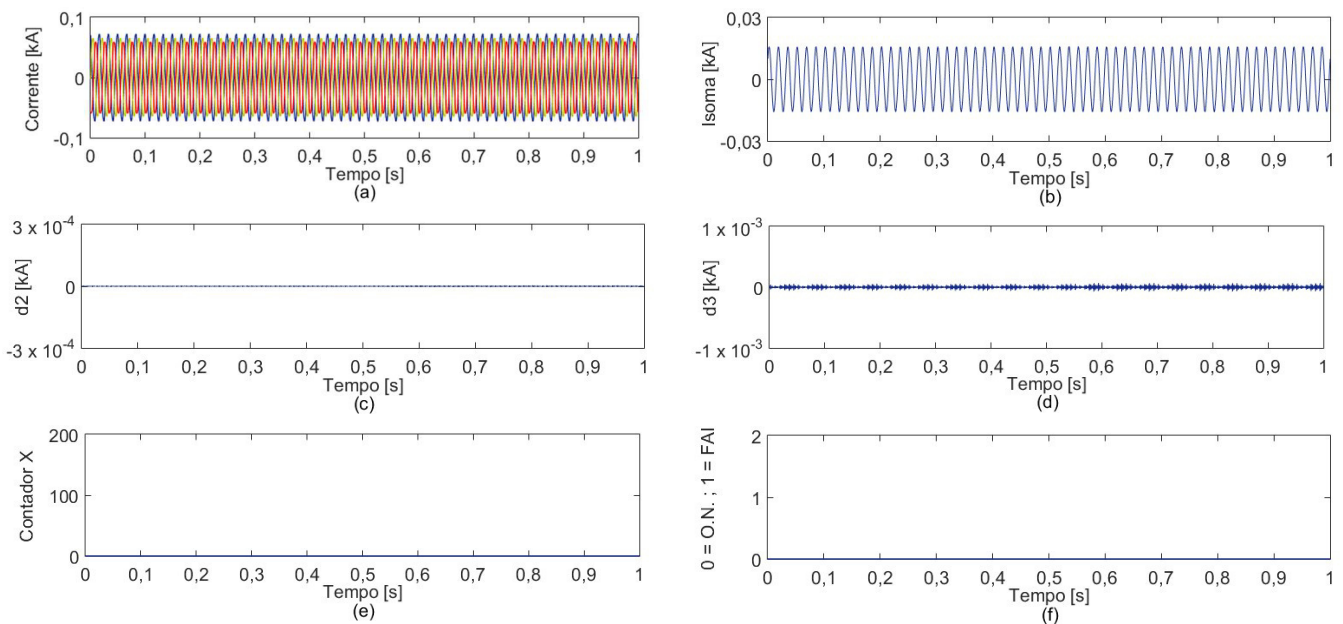 0,1
0
-0,1
Corrente [kA]
0 0,1 0,2 0,3 0,4 0,5 0,6 0,7 0,8 0,9 1
Tempo [s]
(a)
0,03
0
-0,03
Isoma [kA]
0 0,1 0,2 0,3 0,4 0,5 0,6 0,7 0,8 0,9 1
Tempo [s]
(b)
3 x 10-4
0
-3 x 10-4
d2 [kA]
0 0,1 0,2 0,3 0,4 0,5 0,6 0,7 0,8 0,9 1
Tempo [s]
(c)
1 x 10-3
0
-1 x 10-3
d3 [kA]
0 0,1 0,2 0,3 0,4 0,5 0,6 0,7 0,8 0,9 1
Tempo [s]
(d)
200
100
0
Contador X
0 0,1 0,2 0,3 0,4 0,5 0,6 0,7 0,8 0,9 1
Tempo [s]
(e)
2
1
0
0 = O.N. ; 1 = FAI
0 0,1 0,2 0,3 0,4 0,5 0,6 0,7 0,8 0,9 1
Tempo [s]
(f)